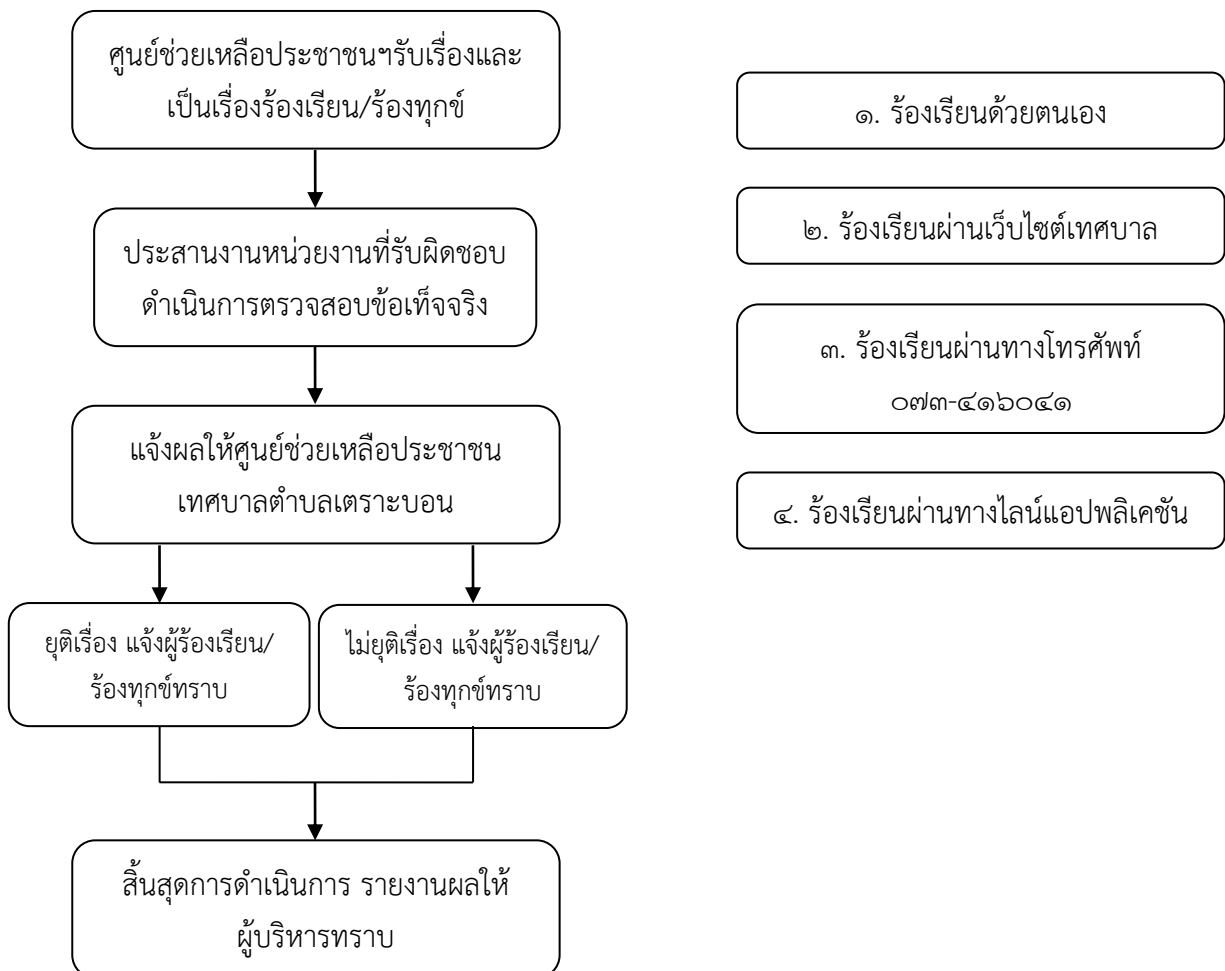 ศูนย์ช่วยเหลือประชาชนฯรับเรื่องและ
เป็นเรื่องร้องเรียน/ร้องทุกข์
ประสานงานหน่วยงานที่รับผิดชอบ
ดำเนินการตรวจสอบข้อเท็จจริง
แจ้งผลให้ศูนย์ช่วยเหลือประชาชน
เทศบาลตำบลเตราะบอน
ยุติเรื่อง แจ้งผู้ร้องเรียน/
ร้องทุกข์ทราบ
ไม่ยุติเรื่อง แจ้งผู้ร้องเรียน/
ร้องทุกข์ทราบ
สิ้นสุดการดำเนินการ รายงานผลให้
ผู้บริหารทราบ
๑. ร้องเรียนด้วยตนเอง
๒. ร้องเรียนผ่านเว็บไซต์เทศบาล
๓. ร้องเรียนผ่านทางโทรศัพท์
๐๗๓-๔๑๖๐๔๑
๔. ร้องเรียนผ่านทางไลน์แอปพลิเคชัน